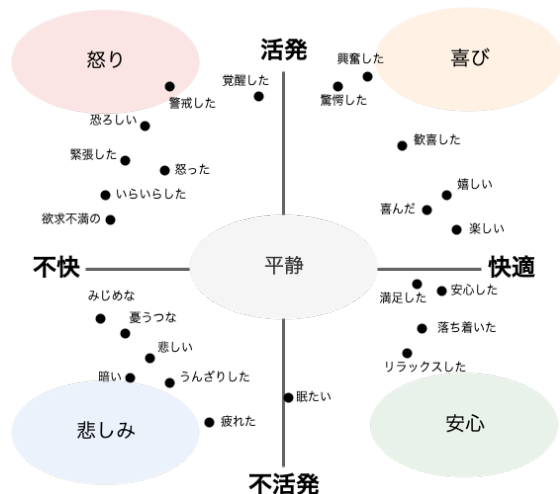 活発
怒り
喜び
興奮した
覚醒した
驚愕した
警戒した
恐ろしい
歓喜した
緊張した
怒った
嬉しい
いらいらした
喜んだ
欲求不満の
楽しい
平静
不快
快適
みじめな
満足した
安心した
憂うつな
落ち着いた
悲しい
リラックスした
暗い
うんざりした
眠たい
疲れた
悲しみ
安心
不活発